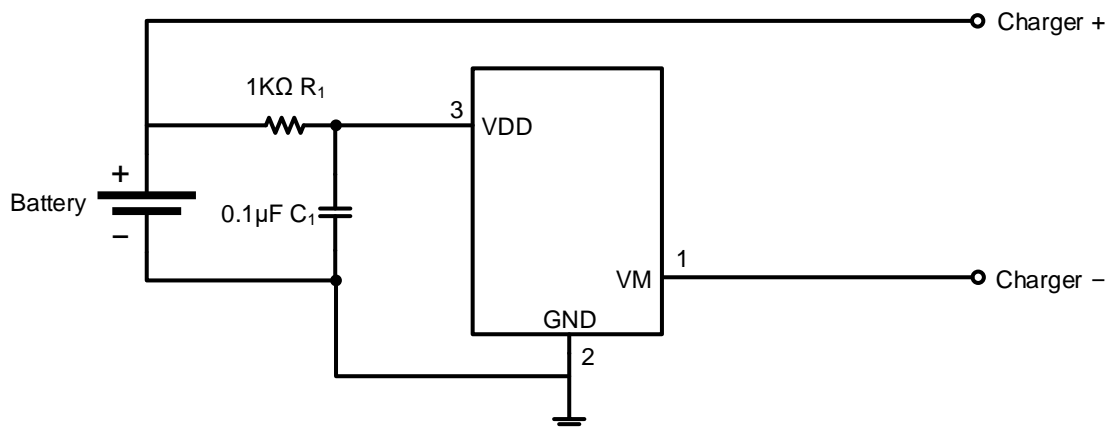 Charger +
1KΩ R₁
3
VDD
+
Battery
0.1µF C₁
−
1
VM
Charger −
GND
2